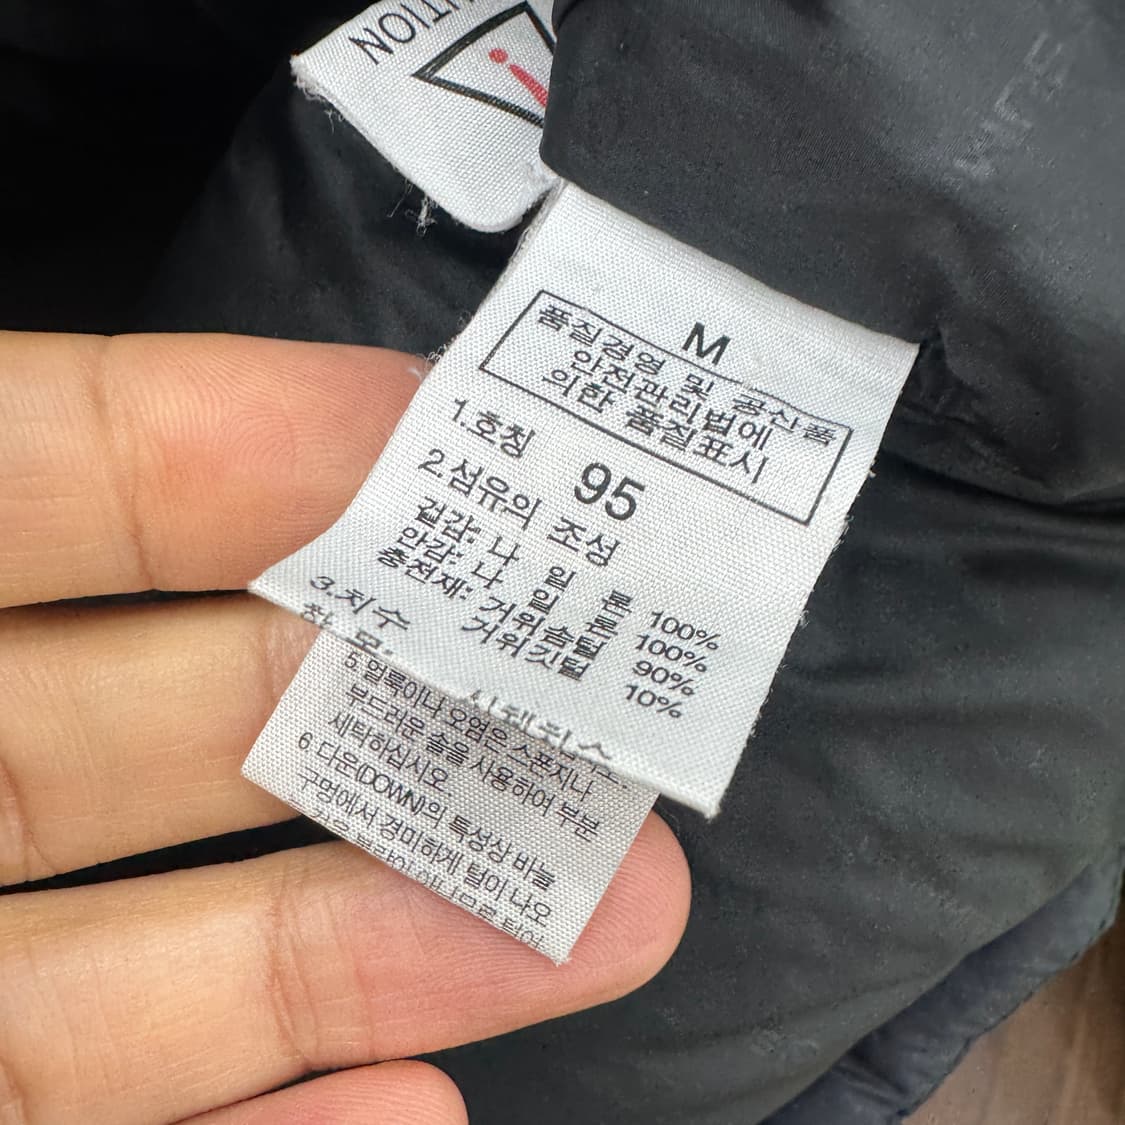 M
품질경영 및 공산품
안전관리법에
의한 품질표시
1.호칭 95
2.섬유의 조성
겉감: 나 일 론 100%
안감: 나 일 론 100%
충전재: 거위솜털 90%
거위깃털 10%
3.치수
5.얼룩이나 오염은
부드러운 솔을 사용하여 부분
세탁하십시오
6.다운(DOWN)의 특성상 바늘
구멍에서 경미하게 털이 나오